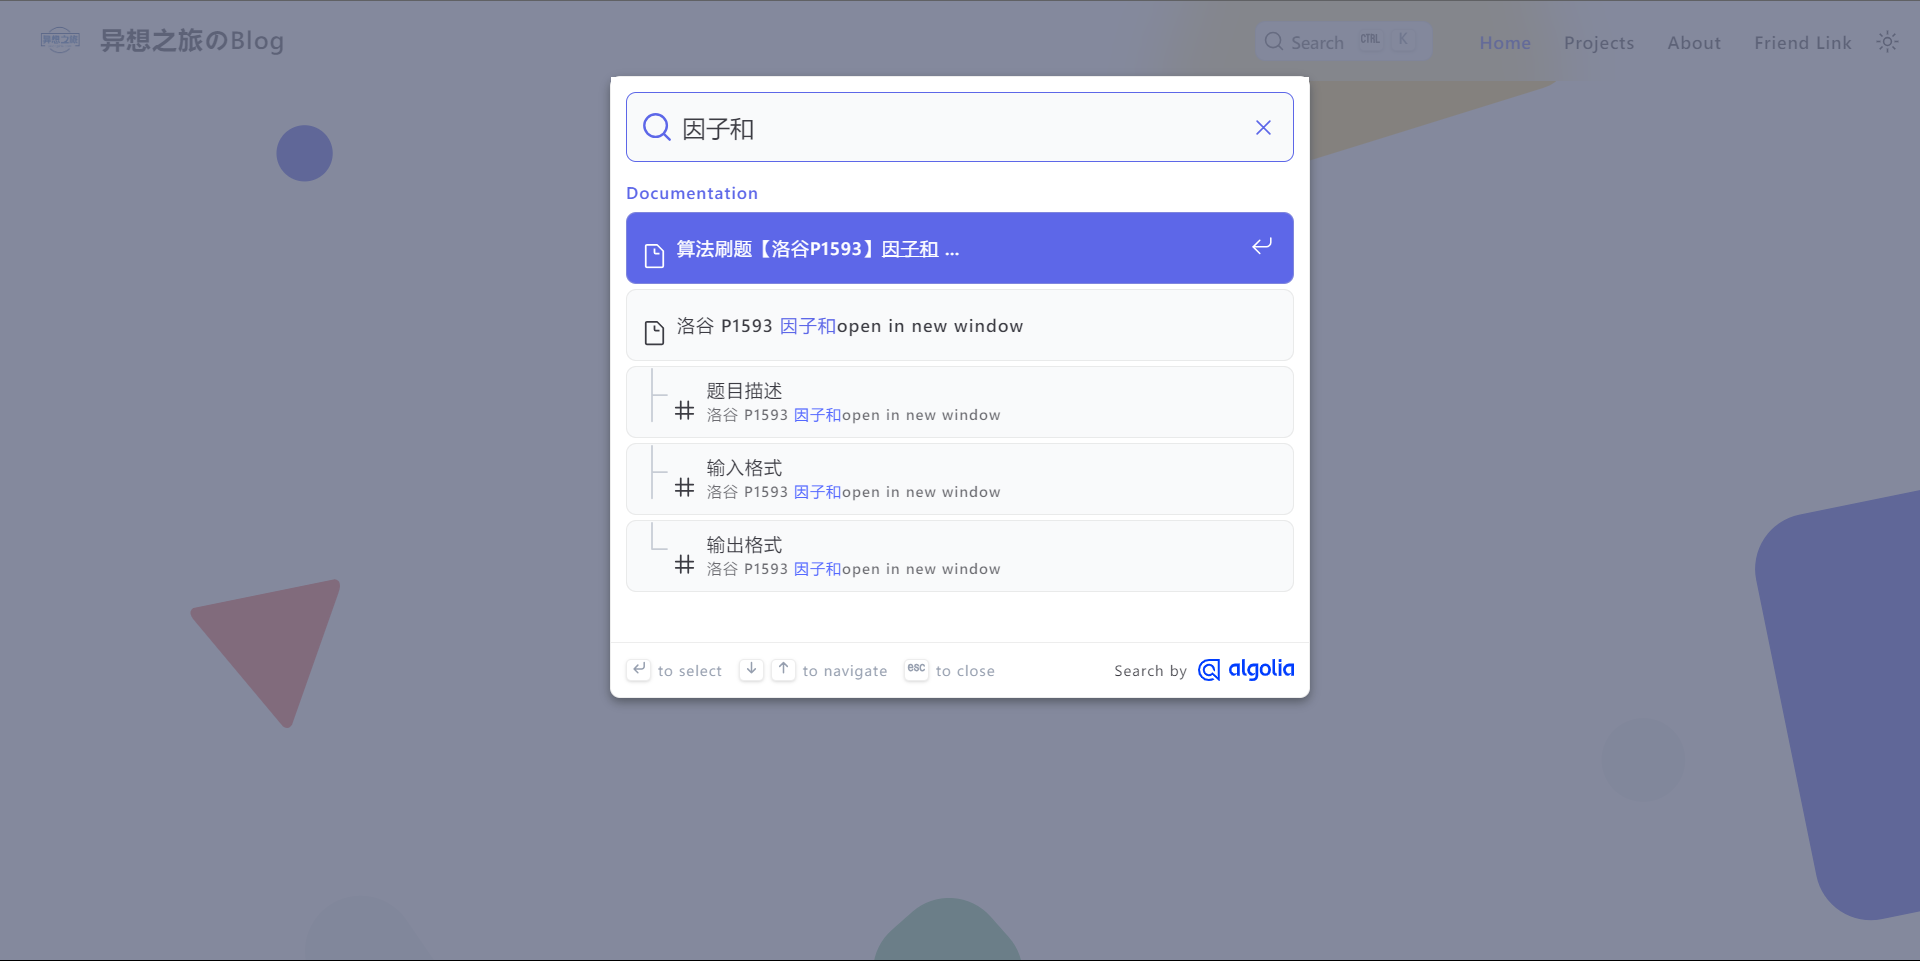 异想之旅のBlog
Search CTRL K
Home
Projects
About
Friend Link
因子和
Documentation
算法刷题【洛谷P1593】因子和 ...
洛谷 P1593 因子和open in new window
题目描述
洛谷 P1593 因子和open in new window
输入格式
洛谷 P1593 因子和open in new window
输出格式
洛谷 P1593 因子和open in new window
to select
to navigate
esc to close
Search by algolia